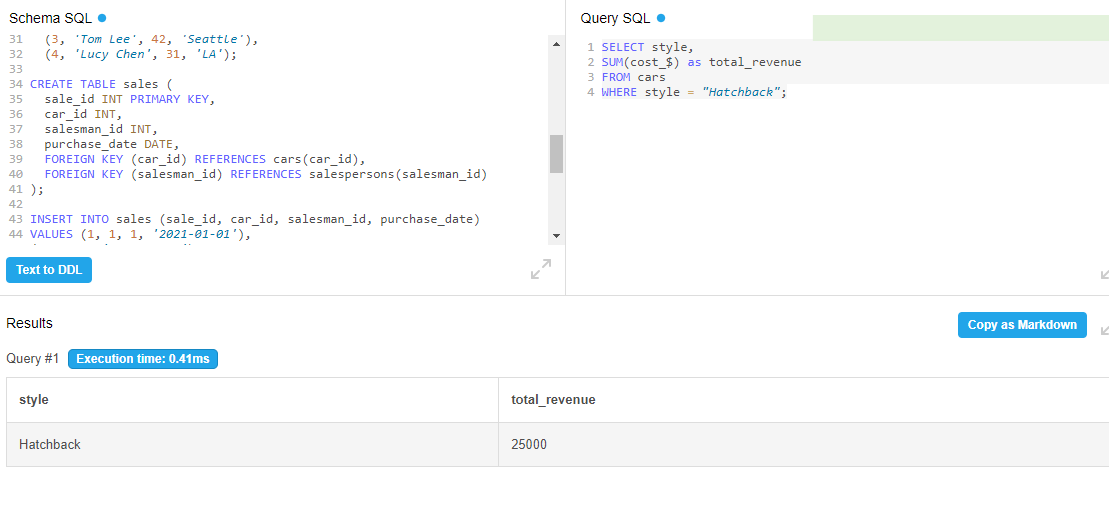 Schema SQL
31 (3, 'Tom Lee', 42, 'Seattle'),
32 (4, 'Lucy Chen', 31, 'LA');
33
34 CREATE TABLE sales (
35 sale_id INT PRIMARY KEY,
36 car_id INT,
37 salesman_id INT,
38 purchase_date DATE,
39 FOREIGN KEY (car_id) REFERENCES cars(car_id),
40 FOREIGN KEY (salesman_id) REFERENCES salespersons(salesman_id)
41 );
42
43 INSERT INTO sales (sale_id, car_id, salesman_id, purchase_date)
44 VALUES (1, 1, 1, '2021-01-01'),
Text to DDL
Query SQL
1 SELECT style,
2 SUM(cost_$) as total_revenue
3 FROM cars
4 WHERE style = "Hatchback";
Results
Copy as Markdown
Query #1 Execution time: 0.41ms
style total_revenue
Hatchback 25000